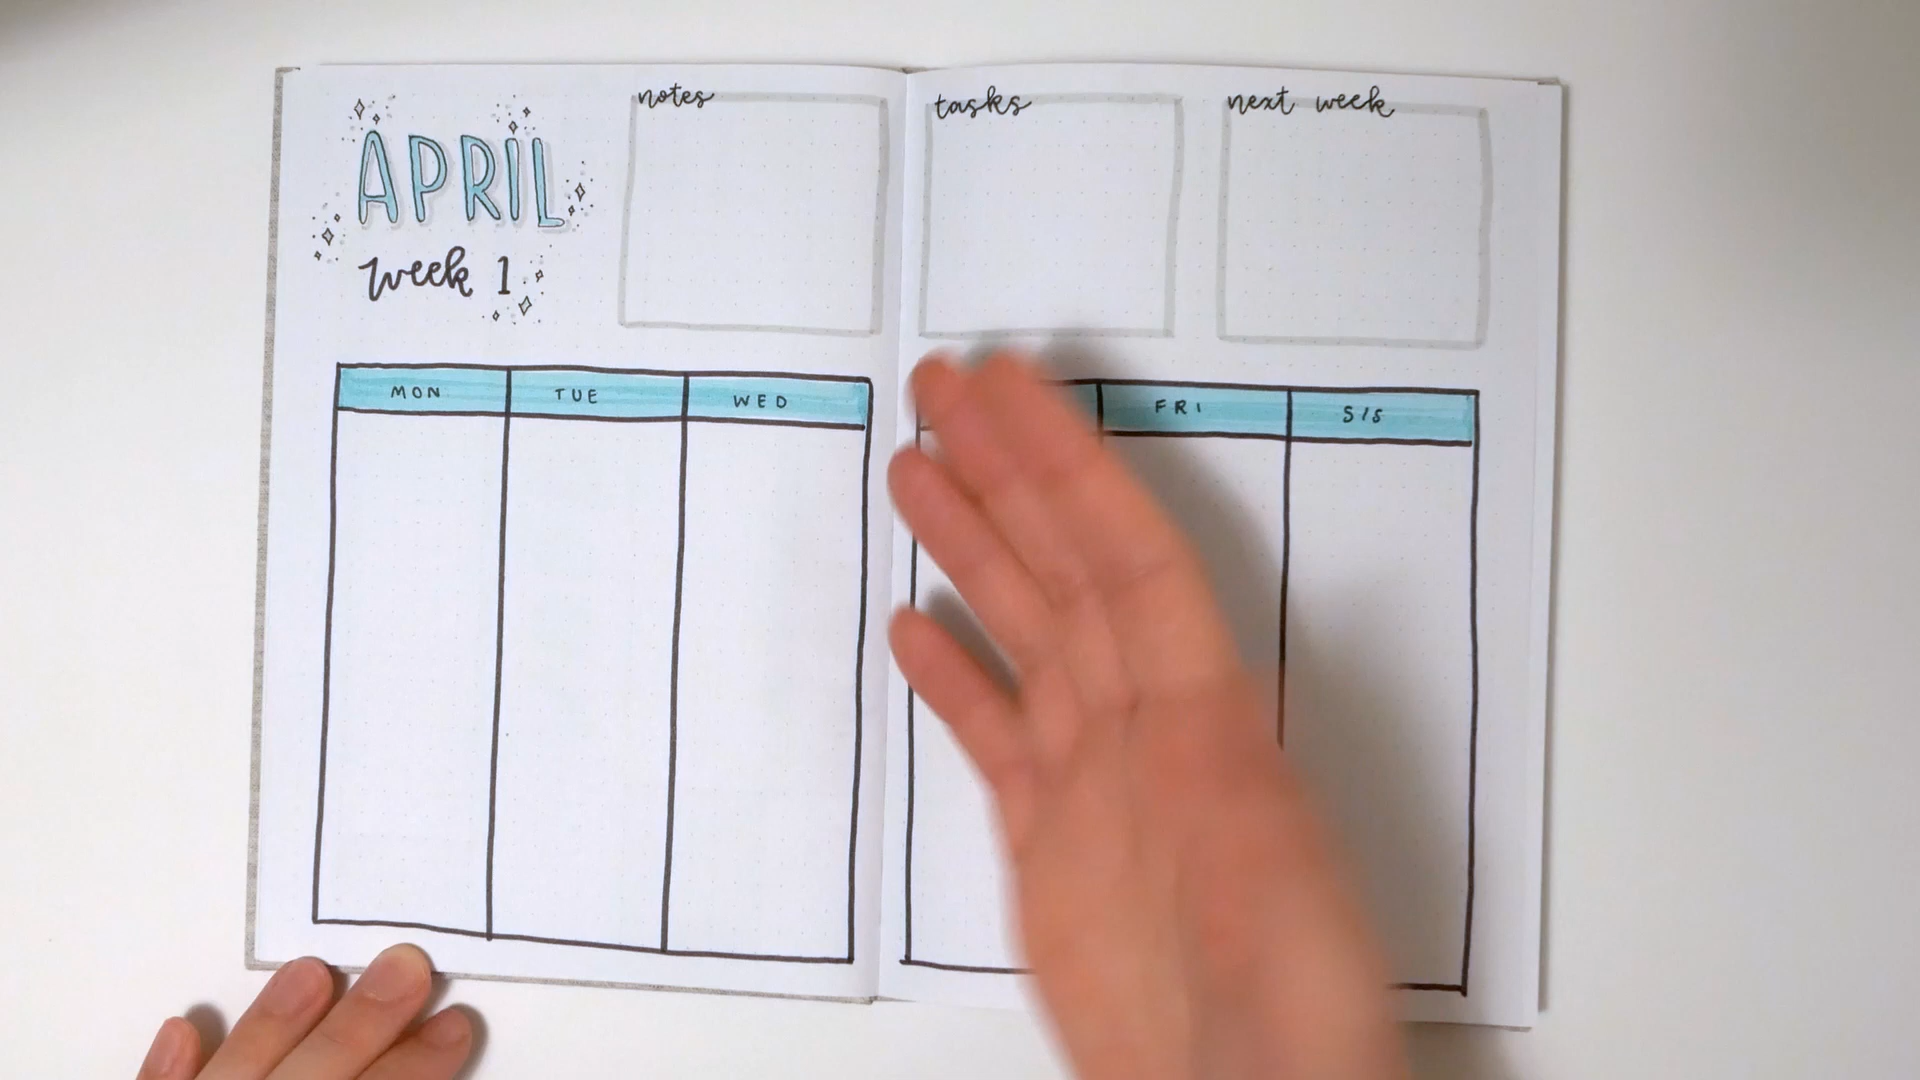 APRIL
week 1
notes
tasks
next week
MON
TUE
WED
FRI
S/S